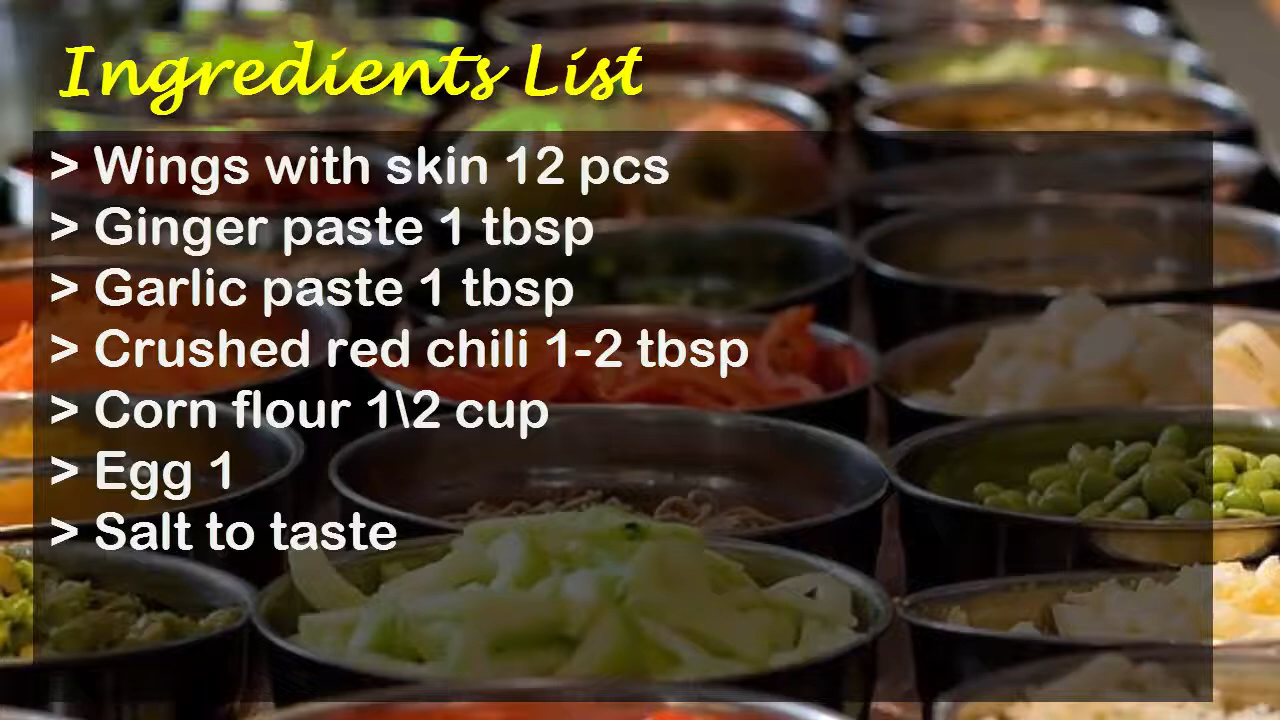 Ingredients List
> Wings with skin 12 pcs
> Ginger paste 1 tbsp
> Garlic paste 1 tbsp
> Crushed red chili 1-2 tbsp
> Corn flour 1\2 cup
> Egg 1
> Salt to taste